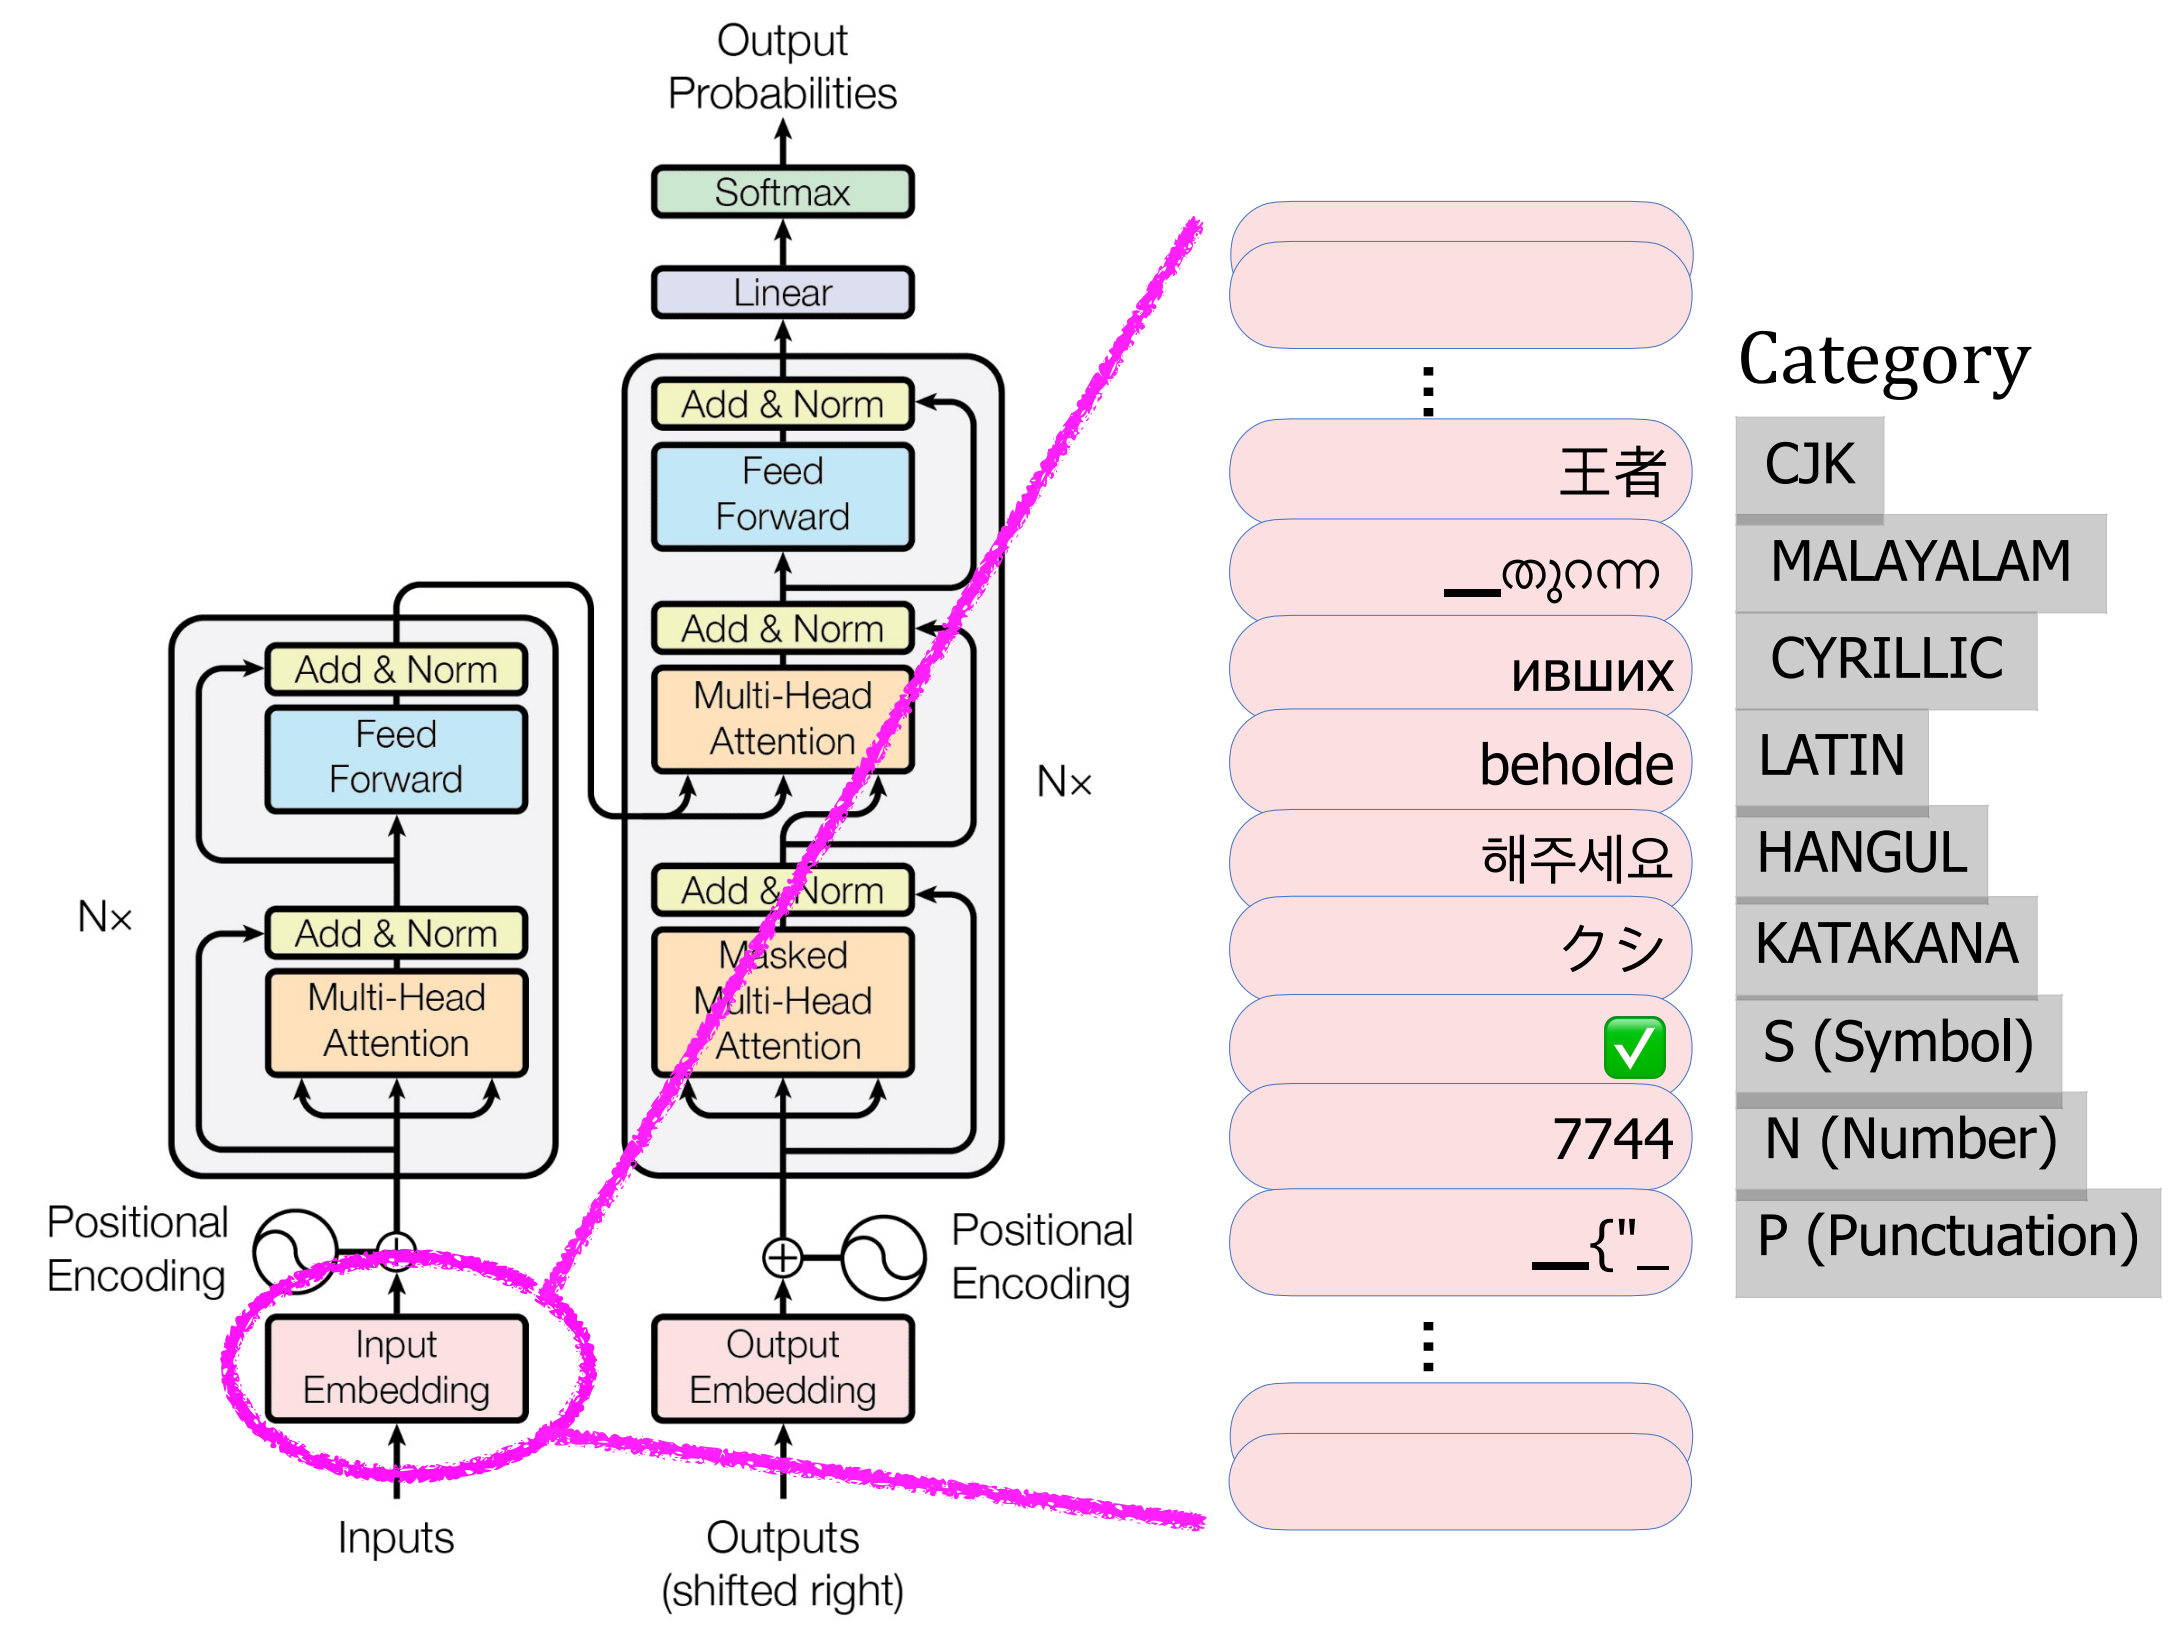 Output
Probabilities
Softmax
Linear
Add & Norm
Feed
Forward
Add & Norm
Multi-Head
Attention
Nx
Add & Norm
Masked
Multi-Head
Attention
Add & Norm
Feed
Forward
Nx
Add & Norm
Multi-Head
Attention
Positional
Encoding
Positional
Encoding
Input
Embedding
Output
Embedding
Inputs
Outputs
(shifted right)
Category
王者 CJK
▁തുറന്ന MALAYALAM
ивших CYRILLIC
beholde LATIN
해주세요 HANGUL
クシ KATAKANA
✅ S (Symbol)
7744 N (Number)
▁{"_ P (Punctuation)